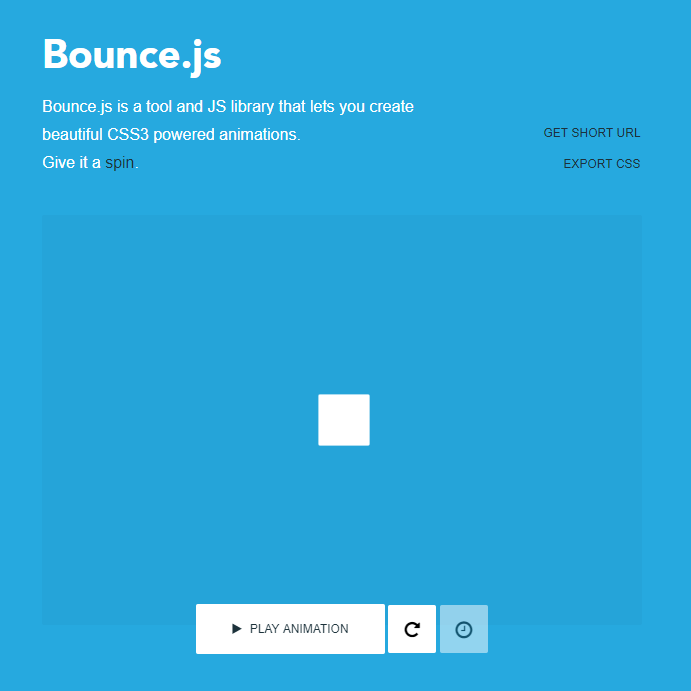 Bounce.js
Bounce.js is a tool and JS library that lets you create
beautiful CSS3 powered animations.
Give it a spin.
GET SHORT URL
EXPORT CSS
PLAY ANIMATION